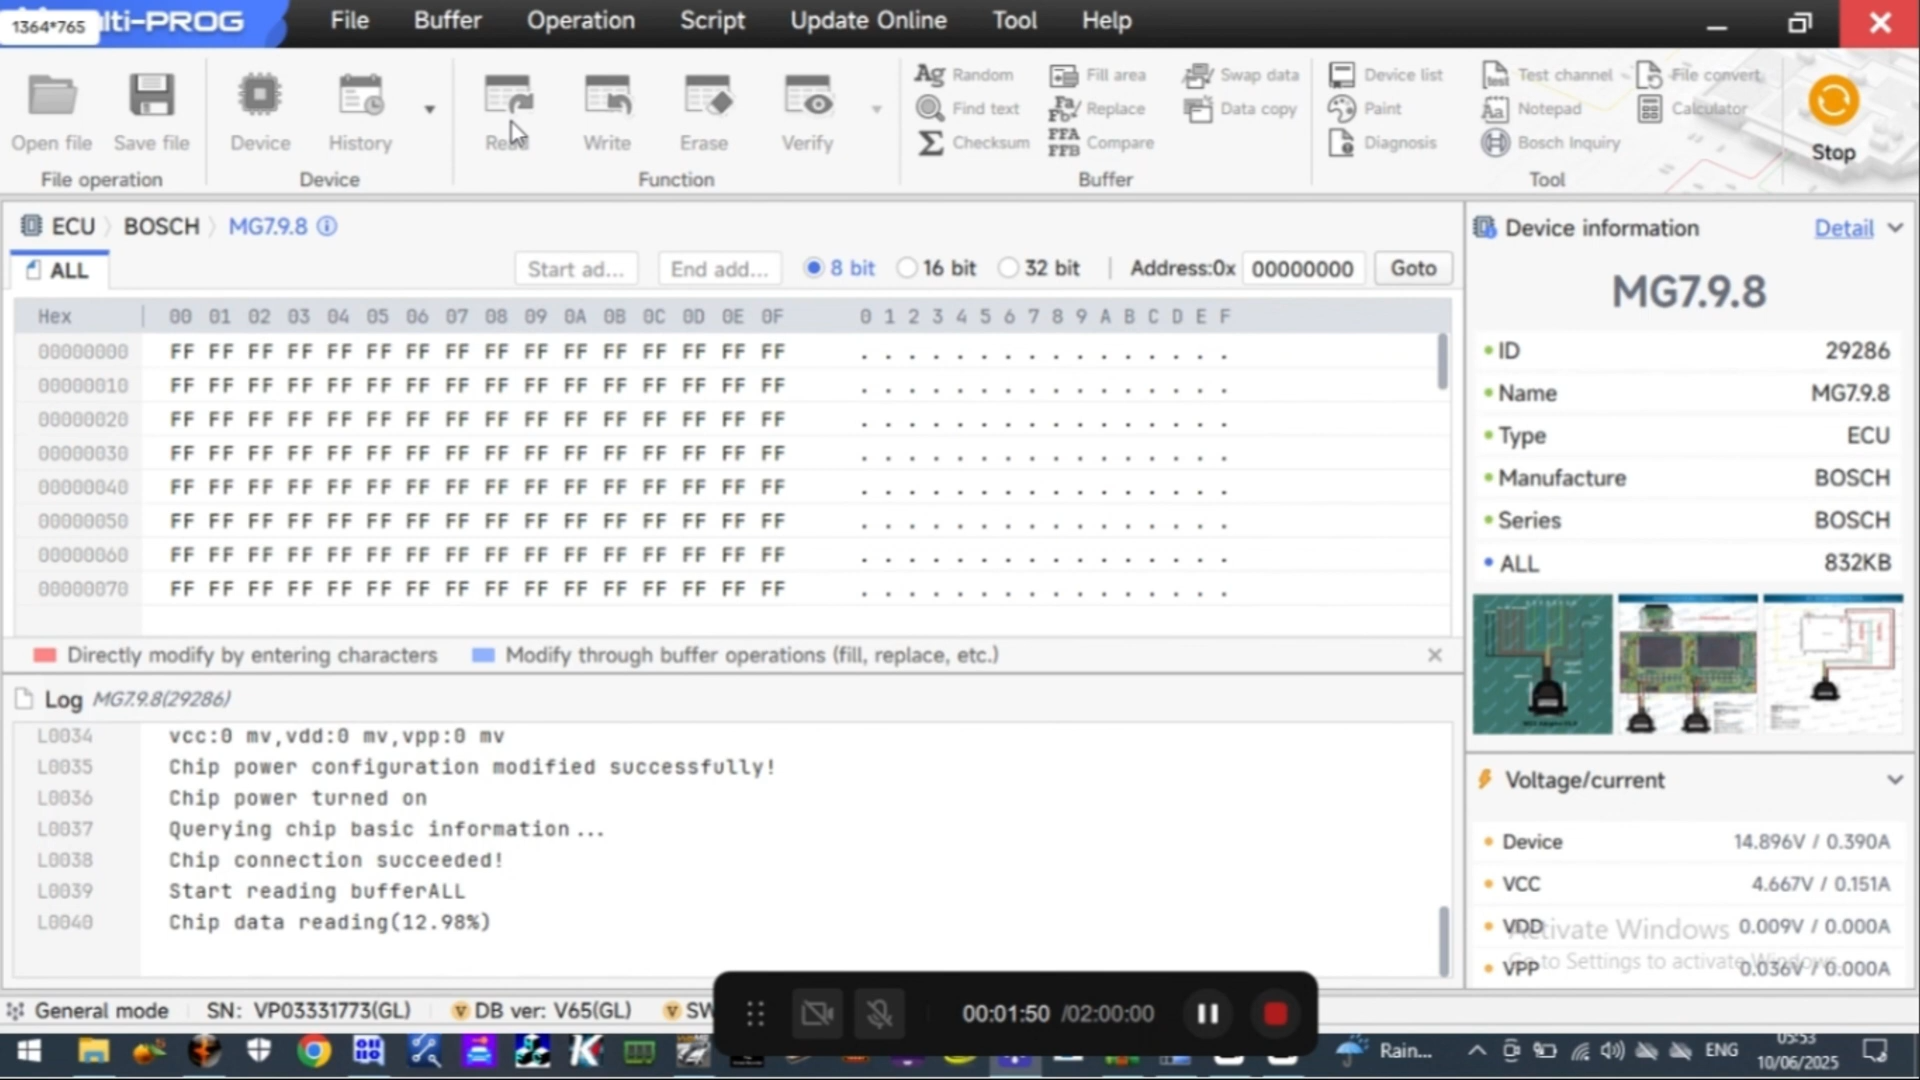 1364*765
lti-PROG File Buffer Operation Script Update Online Tool Help
Open file Save file Device History Read Write Erase Verify
Random Fill area Swap data
Find text Replace Data copy
Checksum Compare
Device list Test channel File convert
Paint Notepad Calculator
Diagnosis Bosch Inquiry
Stop
File operation Device Function Buffer Tool
ECU BOSCH MG7.9.8
ALL Start ad... End add... 8 bit 16 bit 32 bit | Address:0x 00000000 Goto
Hex 00 01 02 03 04 05 06 07 08 09 0A 0B 0C 0D 0E 0F 0 1 2 3 4 5 6 7 8 9 A B C D E F
00000000 FF FF FF FF FF FF FF FF FF FF FF FF FF FF FF FF . . . . . . . . . . . . . . . .
00000010 FF FF FF FF FF FF FF FF FF FF FF FF FF FF FF FF . . . . . . . . . . . . . . . .
00000020 FF FF FF FF FF FF FF FF FF FF FF FF FF FF FF FF . . . . . . . . . . . . . . . .
00000030 FF FF FF FF FF FF FF FF FF FF FF FF FF FF FF FF . . . . . . . . . . . . . . . .
00000040 FF FF FF FF FF FF FF FF FF FF FF FF FF FF FF FF . . . . . . . . . . . . . . . .
00000050 FF FF FF FF FF FF FF FF FF FF FF FF FF FF FF FF . . . . . . . . . . . . . . . .
00000060 FF FF FF FF FF FF FF FF FF FF FF FF FF FF FF FF . . . . . . . . . . . . . . . .
00000070 FF FF FF FF FF FF FF FF FF FF FF FF FF FF FF FF . . . . . . . . . . . . . . . .
Directly modify by entering characters Modify through buffer operations (fill, replace, etc.)
Log MG7.9.8(29286)
L0034 vcc:0 mv,vdd:0 mv,vpp:0 mv
L0035 Chip power configuration modified successfully!
L0036 Chip power turned on
L0037 Querying chip basic information...
L0038 Chip connection succeeded!
L0039 Start reading bufferALL
L0040 Chip data reading(12.98%)
Device information Detail
MG7.9.8
ID 29286
Name MG7.9.8
Type ECU
Manufacture BOSCH
Series BOSCH
ALL 832KB
Voltage/current
Device 14.896V / 0.390A
VCC 4.667V / 0.151A
VDD 0.009V / 0.000A
VPP 0.036V / 0.000A
Activate Windows
Go to Settings to activate Windows.
General mode SN: VP03331773(GL) DB ver: V65(GL) SW
00:01:50 /02:00:00
Rain... ENG 05:53
10/06/2025